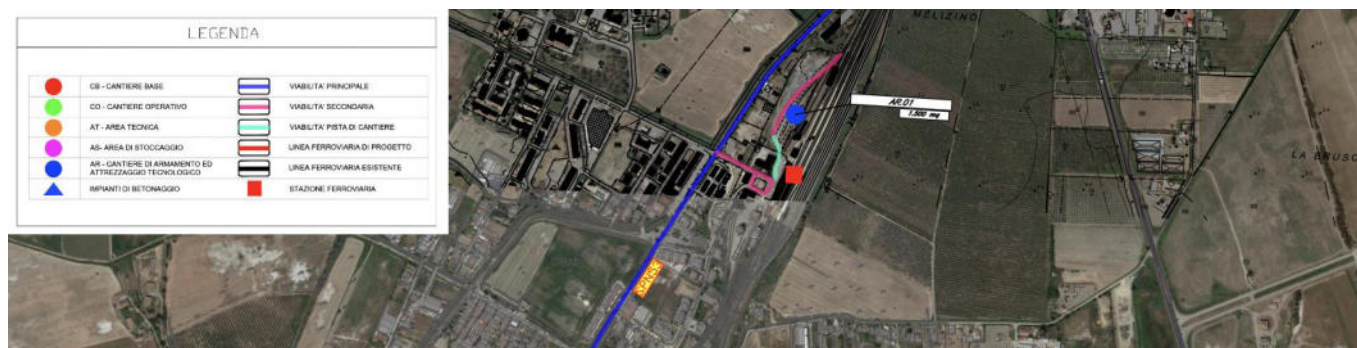 LEGENDA
CB - CANTIERE BASE
VIABILITA' PRINCIPALE
CO - CANTIERE OPERATIVO
VIABILITA' SECONDARIA
AT - AREA TECNICA
VIABILITA' PISTA DI CANTIERE
AS- AREA DI STOCCAGGIO
LINEA FERROVIARIA DI PROGETTO
AR - CANTIERE DI ARMAMENTO ED
ATTREZZAGGIO TECNOLOGICO
LINEA FERROVIARIA ESISTENTE
IMPIANTI DI BETONAGGIO
STAZIONE FERROVIARIA
MELIZINO
AR.01
1.500 mq
LA BRUSC